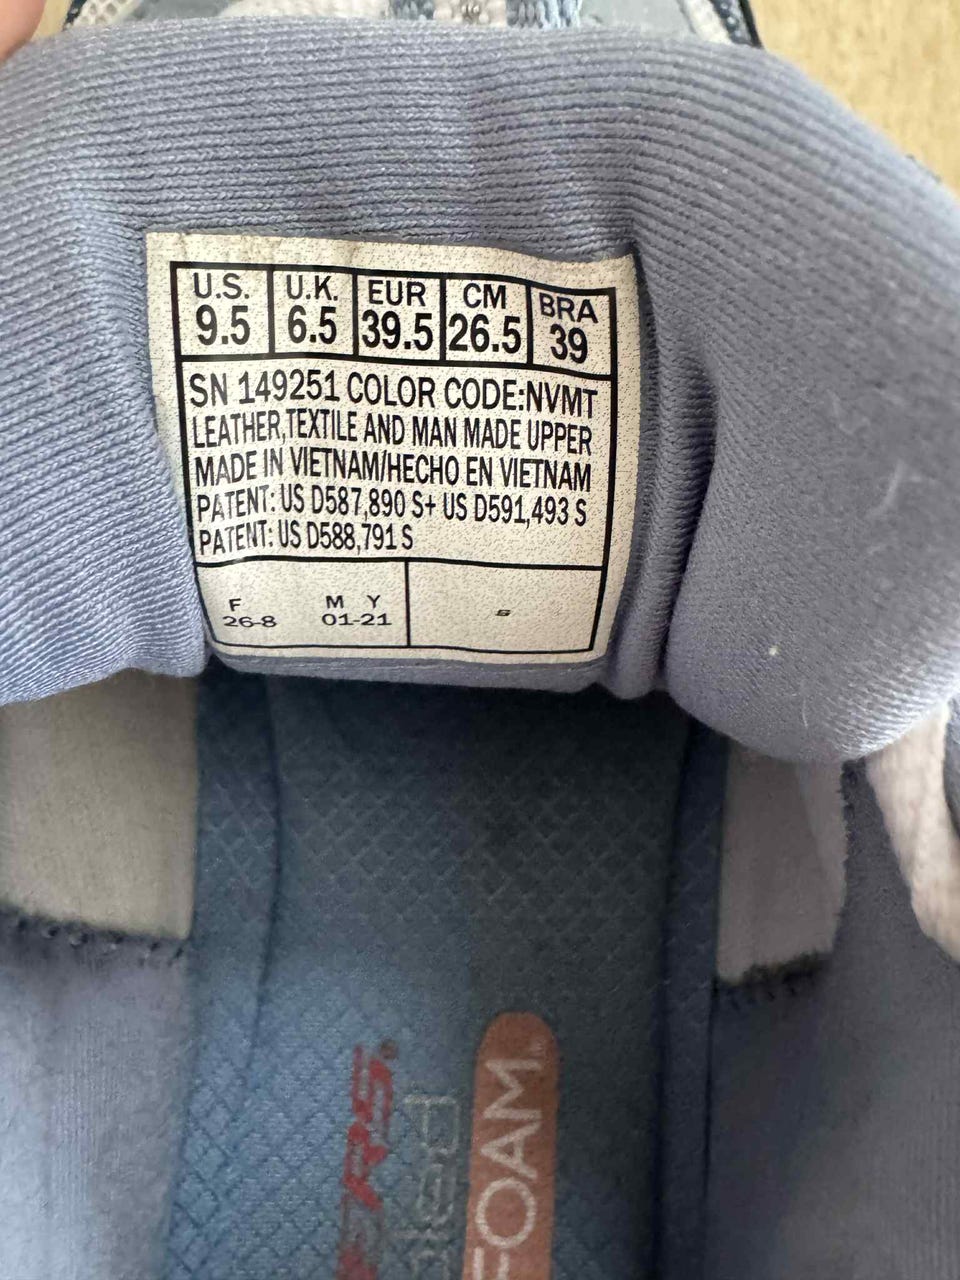 U.S. U.K. EUR CM BRA
9.5 6.5 39.5 26.5 39
SN 149251 COLOR CODE:NVMT
LEATHER,TEXTILE AND MAN MADE UPPER
MADE IN VIETNAM/HECHO EN VIETNAM
PATENT: US D587,890 S+ US D591,493 S
PATENT: US D588,791 S
F M Y
26-8 01-21
S
FOAM